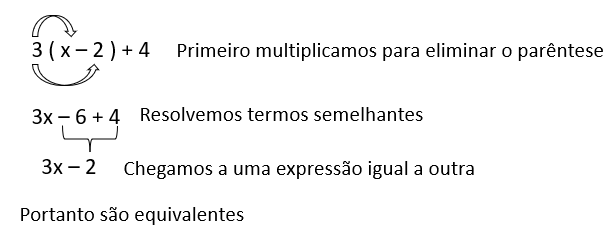 3 ( x – 2 ) + 4 Primeiro multiplicamos para eliminar o parêntese
3x – 6 + 4 Resolvemos termos semelhantes
3x – 2 Chegamos a uma expressão igual a outra
Portanto são equivalentes